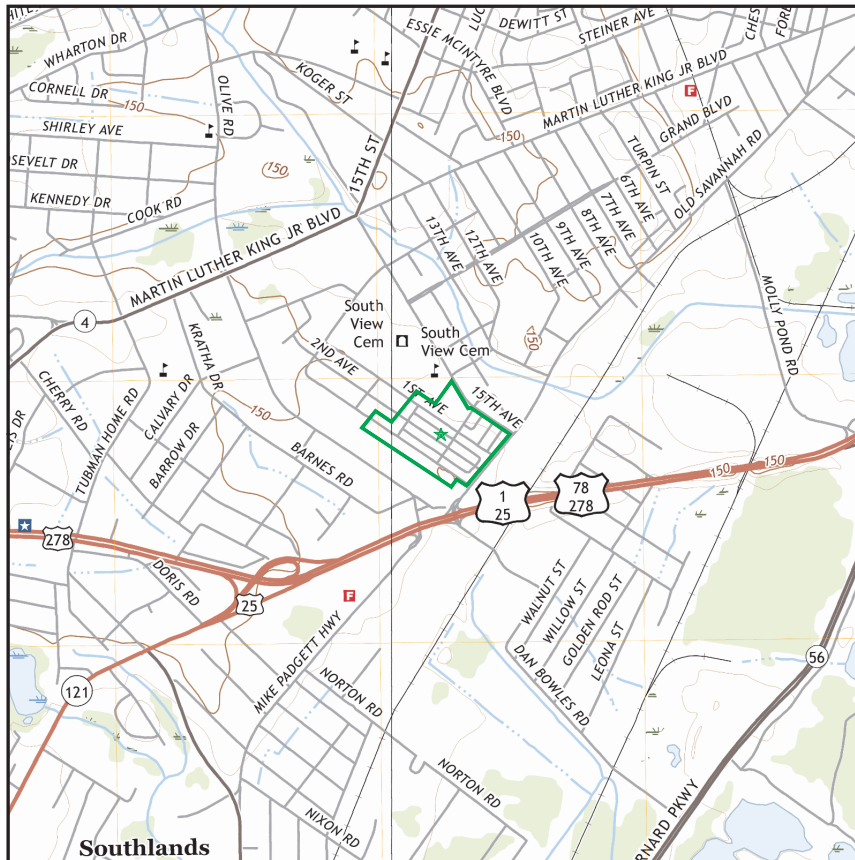 WHARTON DR
CORNELL DR
150
SHIRLEY AVE
SEVELT DR
KENNEDY DR
COOK RD
OLIVE RD
KOGER ST
(150)
15TH ST
ESSIE MCINTYRE BLVD
DEWITT ST
STEINER AVE
MARTIN LUTHER KING JR BLVD
F
150
GRAND BLVD
TURPIN ST
OLD SAVANNAH RD
6TH AVE
7TH AVE
8TH AVE
9TH AVE
10TH AVE
12TH AVE
13TH AVE
MARTIN LUTHER KING JR BLVD
4
South
View
Cem
South
View Cem
150
MOLLY POND RD
KRATHA DR
2ND AVE
1ST AVE
15TH AVE
CHERRY RD
TUBMAN HOME RD
CALVARY DR
BARROW DR
150
BARNES RD
150
150
1
25
78
278
278
DORIS RD
25
F
WALNUT ST
WILLOW ST
GOLDEN ROD ST
LEONA ST
DAN BOWLES RD
56
121
MIKE PADGETT HWY
NORTON RD
NORTON RD
NIXON RD
RNARD PKWY
Southlands